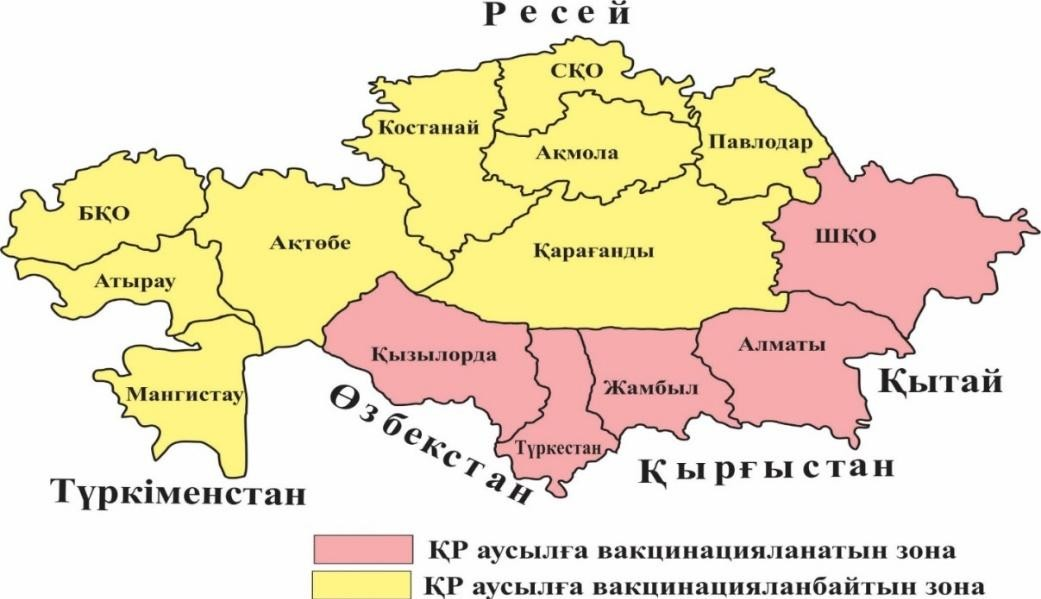 Ресей
СҚО
Костанай
Ақмола
Павлодар
БҚО
Ақтөбе
Қарағанды
ШҚО
Атырау
Қызылорда
Алматы
Мангистау
Жамбыл
Қытай
Өзбекстан
Түркестан
Қырғыстан
Түркіменстан
ҚР аусылға вакцинацияланатын зона
ҚР аусылға вакцинацияланбайтын зона